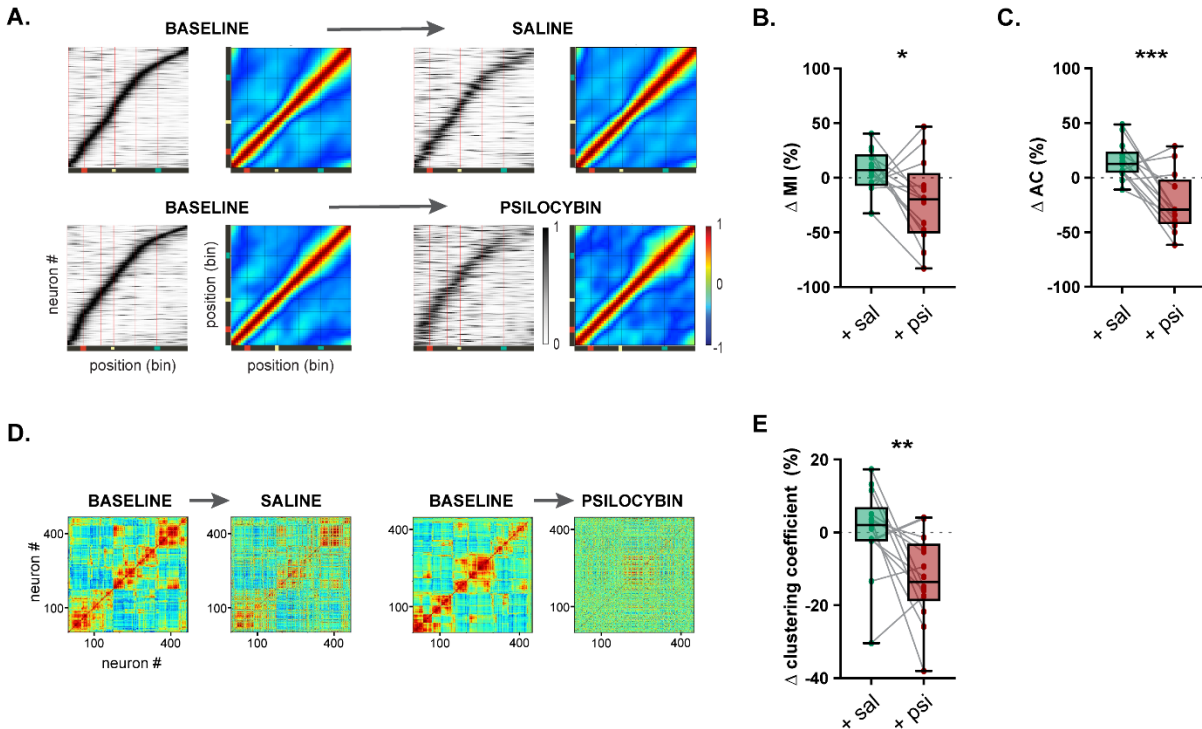 A.
BASELINE SALINE
BASELINE PSILOCYBIN
neuron #
position (bin)
1
0
1
0
-1
position (bin) position (bin)
B.
*
Δ MI (%)
100
50
0
-50
-100
+ sal + psi
C.
***
Δ AC (%)
100
50
0
-50
-100
+ sal + psi
D.
BASELINE SALINE BASELINE PSILOCYBIN
neuron #
400 400 400 400
100 100 100 100
100 400 100 400 100 400 100 400
neuron #
E
**
Δ clustering coefficient (%)
20
0
-20
-40
+ sal + psi